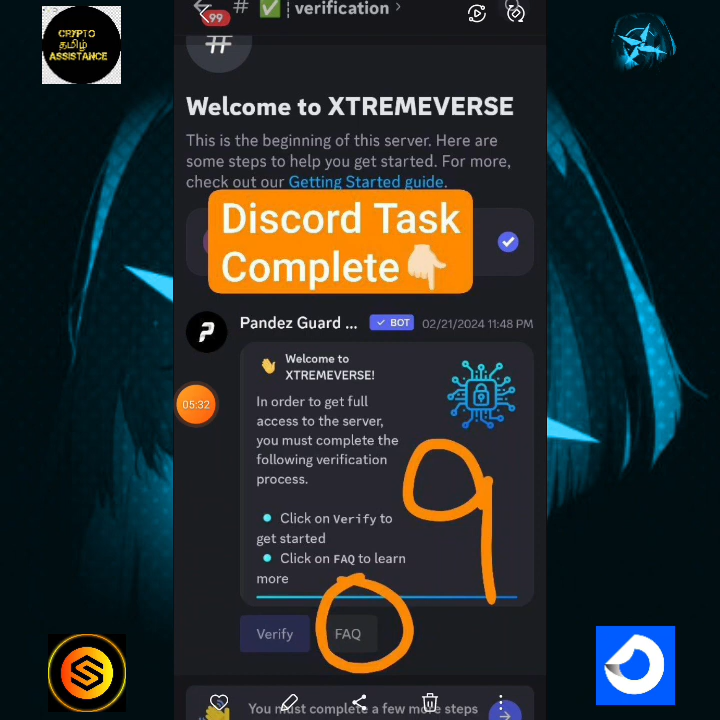 CRYPTO
தமிழ்
ASSISTANCE
99
# ✅ ¦ verification >
#
Welcome to XTREMEVERSE
This is the beginning of this server. Here are
some steps to help you get started. For more,
check out our Getting Started guide.
Discord Task
Complete👇🏻
Pandez Guard ... ✓ BOT 02/21/2024 11:48 PM
👋 Welcome to
XTREMEVERSE!
05:32
In order to get full
access to the server,
you must complete the
following verification
process.
• Click on Verify to
get started
• Click on FAQ to learn
more
9
Verify
FAQ
You must complete a few more steps